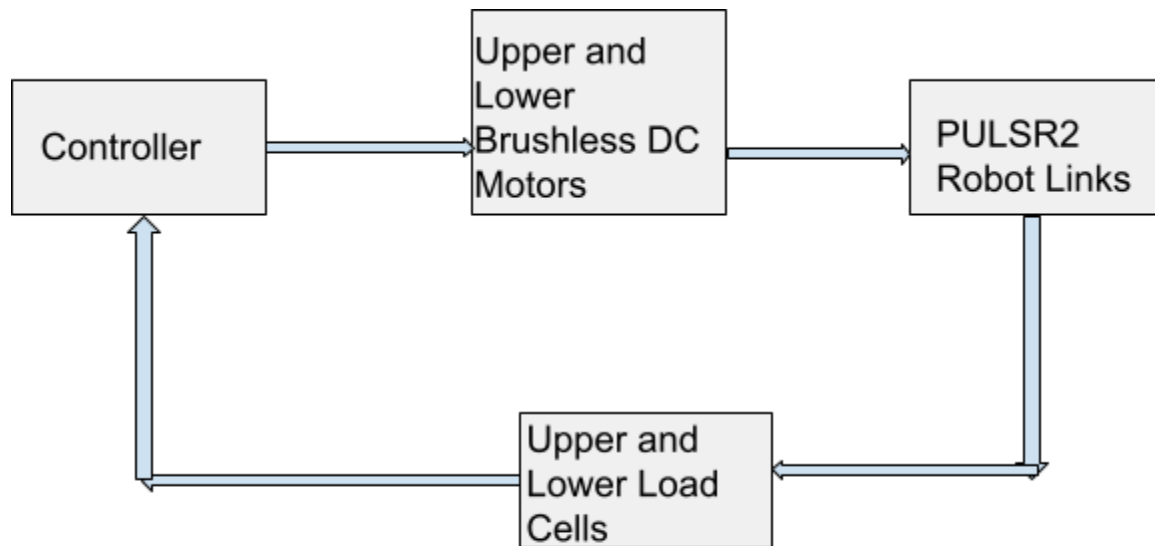 Controller
Upper and
Lower
Brushless DC
Motors
PULSR2
Robot Links
Upper and
Lower Load
Cells